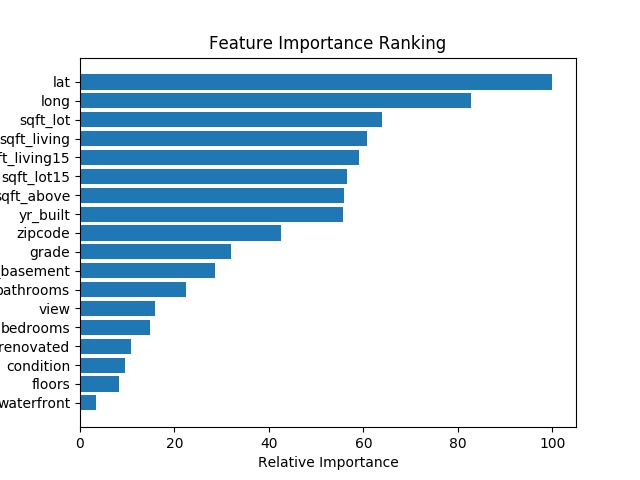 Feature Importance Ranking
lat
long
sqft_lot
sqft_living
ft_living15
sqft_lot15
sqft_above
yr_built
zipcode
grade
basement
bathrooms
view
bedrooms
renovated
condition
floors
waterfront
0 20 40 60 80 100
Relative Importance